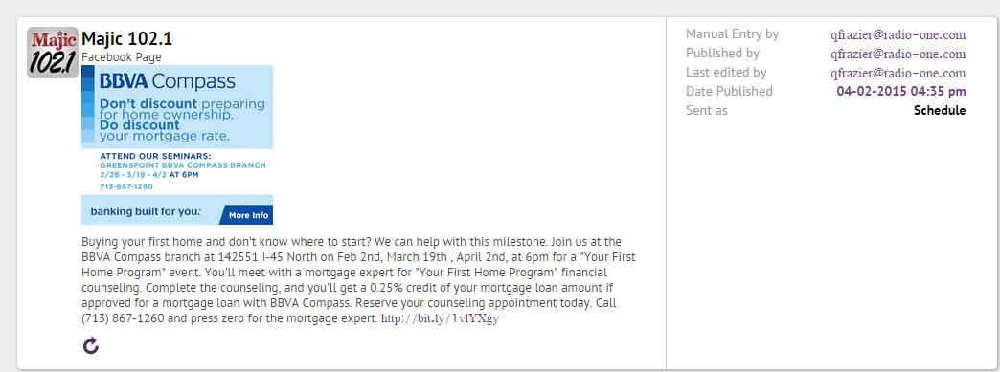 Majic 102.1
Majic 102.1
Facebook Page
BBVA Compass
Don't discount preparing
for home ownership.
Do discount
your mortgage rate.
ATTEND OUR SEMINARS:
GREENSPOINT BBVA COMPASS BRANCH
2/26 - 3/19 - 4/2 AT 6PM
713-867-1260
banking built for you.
More Info
Buying your first home and don't know where to start? We can help with this milestone. Join us at the
BBVA Compass branch at 142551 I-45 North on Feb 2nd, March 19th , April 2nd, at 6pm for a "Your First
Home Program" event. You'll meet with a mortgage expert for "Your First Home Program" financial
counseling. Complete the counseling, and you'll get a 0.25% credit of your mortgage loan amount if
approved for a mortgage loan with BBVA Compass. Reserve your counseling appointment today. Call
(713) 867-1260 and press zero for the mortgage expert. http://bit.ly/1vlYXgy
Manual Entry by qfrazier@radio-one.com
Published by qfrazier@radio-one.com
Last edited by qfrazier@radio-one.com
Date Published 04-02-2015 04:35 pm
Sent as Schedule